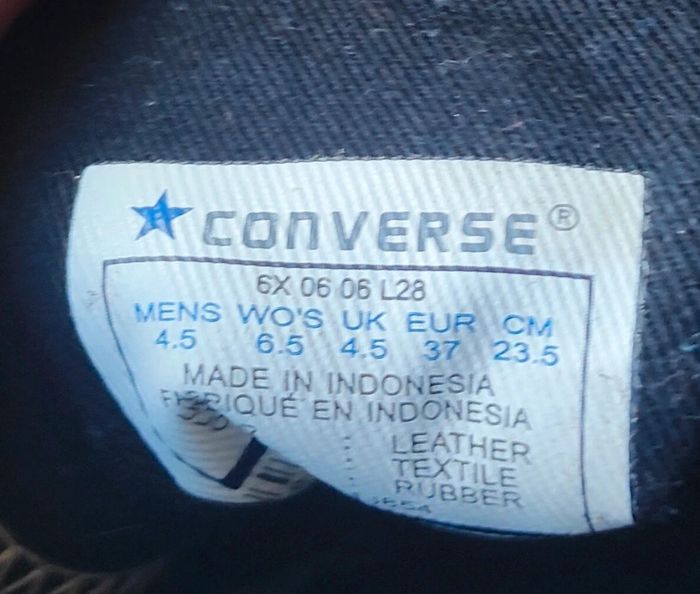 CONVERSE®
6X 06 06 L28
MENS WO'S UK EUR CM
4.5 6.5 4.5 37 23.5
MADE IN INDONESIA
EN INDONESIA
: LEATHER
: TEXTILE
: RUBBER